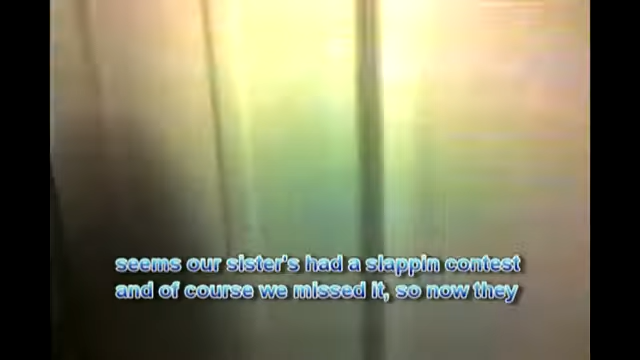 seems our sister's had a slappin contest
and of course we missed it, so now they